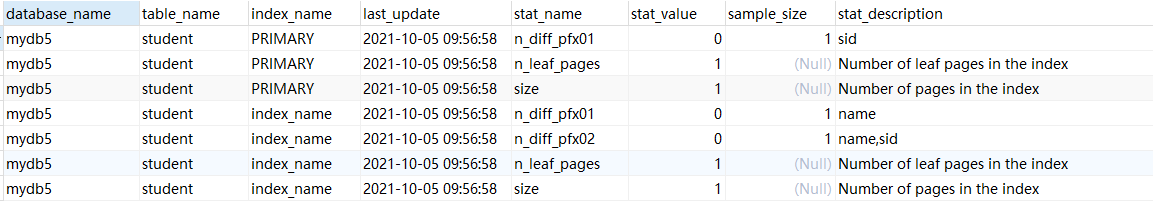 database_name table_name index_name last_update stat_name stat_value sample_size stat_description
mydb5 student PRIMARY 2021-10-05 09:56:58 n_diff_pfx01 0 1 sid
mydb5 student PRIMARY 2021-10-05 09:56:58 n_leaf_pages 1 (Null) Number of leaf pages in the index
mydb5 student PRIMARY 2021-10-05 09:56:58 size 1 (Null) Number of pages in the index
mydb5 student index_name 2021-10-05 09:56:58 n_diff_pfx01 0 1 name
mydb5 student index_name 2021-10-05 09:56:58 n_diff_pfx02 0 1 name,sid
mydb5 student index_name 2021-10-05 09:56:58 n_leaf_pages 1 (Null) Number of leaf pages in the index
mydb5 student index_name 2021-10-05 09:56:58 size 1 (Null) Number of pages in the index